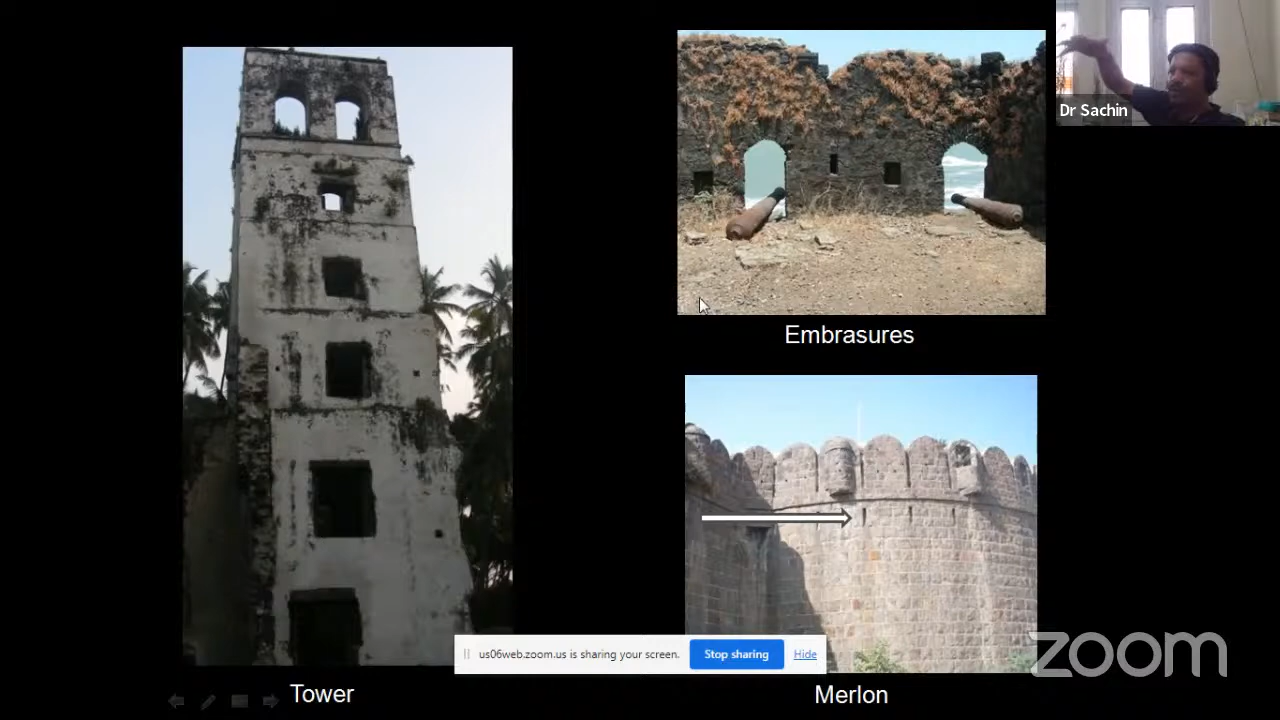 Dr Sachin
Embrasures
us06web.zoom.us is sharing your screen.
Stop sharing
Hide
zoom
Tower
Merlon